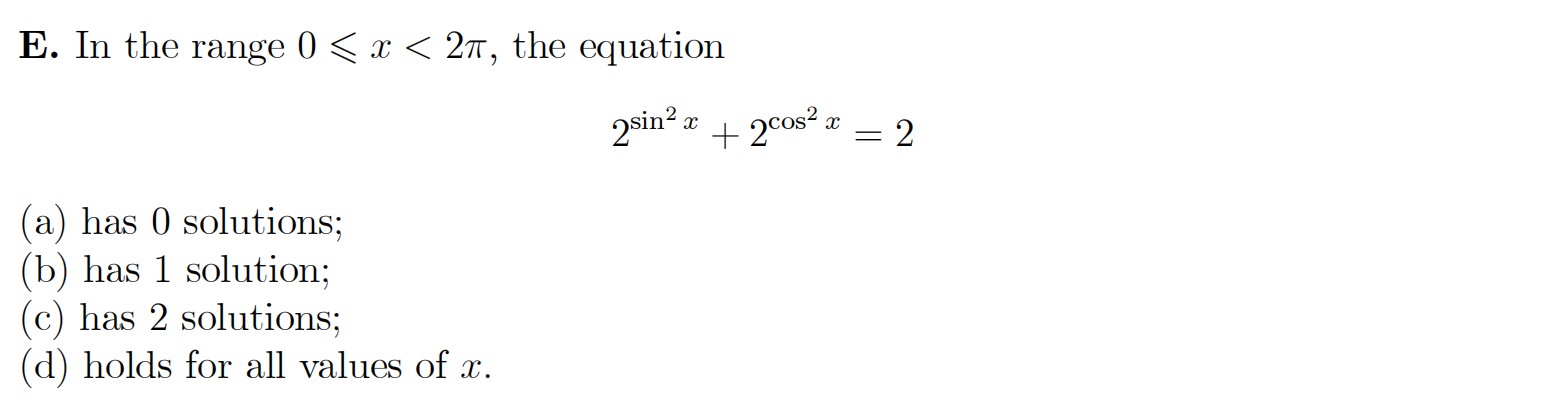 E. In the range 0 ⩽ x < 2π, the equation
2^{sin² x} + 2^{cos² x} = 2
(a) has 0 solutions;
(b) has 1 solution;
(c) has 2 solutions;
(d) holds for all values of x.